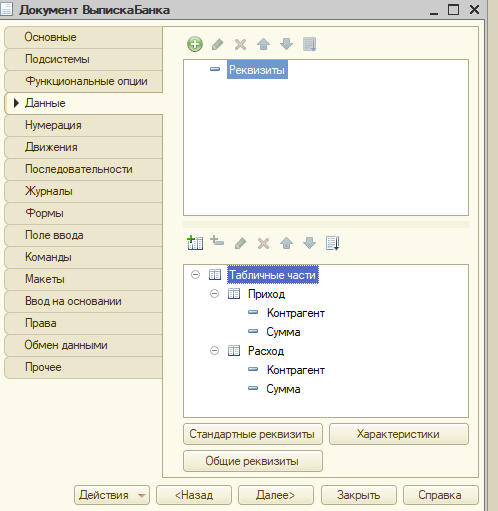 Документ ВыпискаБанка
Основные
Подсистемы
Функциональные опции
Данные
Нумерация
Движения
Последовательности
Журналы
Формы
Поле ввода
Команды
Макеты
Ввод на основании
Права
Обмен данными
Прочее
Реквизиты
Табличные части
Приход
Контрагент
Сумма
Расход
Контрагент
Сумма
Стандартные реквизиты
Характеристики
Общие реквизиты
Действия
<Назад
Далее>
Закрыть
Справка